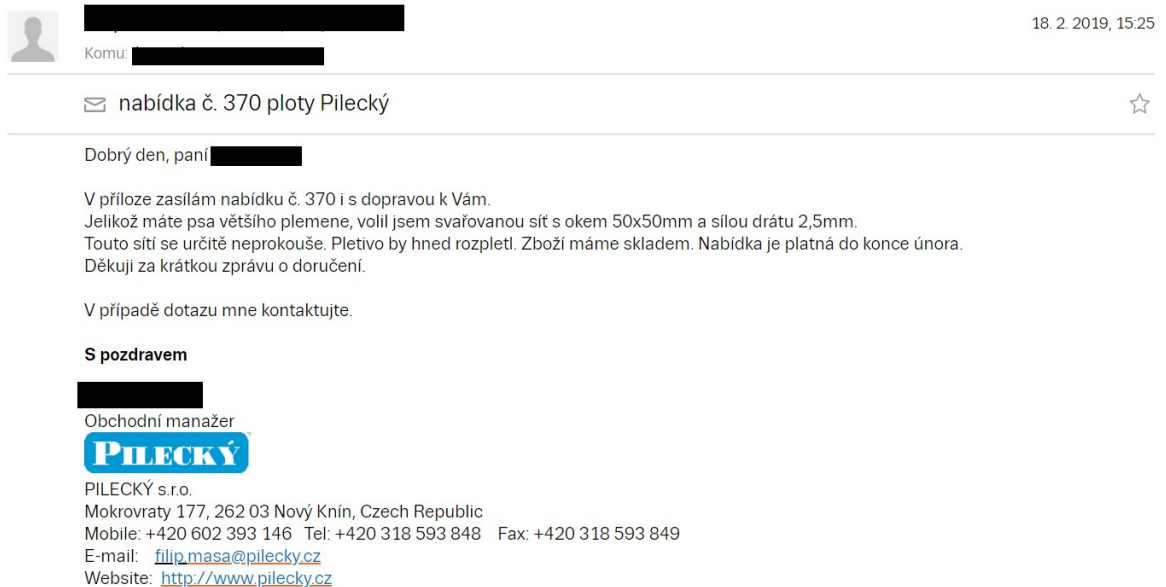 18. 2. 2019, 15:25
Komu:
nabídka č. 370 ploty Pilecký
Dobrý den, paní
V příloze zasílám nabídku č. 370 i s dopravou k Vám.
Jelikož máte psa většího plemene, volil jsem svařovanou síť s okem 50x50mm a sílou drátu 2,5mm.
Touto sítí se určitě neprokouše. Pletivo by hned rozpletl. Zboží máme skladem. Nabídka je platná do konce února.
Děkuji za krátkou zprávu o doručení.
V případě dotazu mne kontaktujte.
S pozdravem
Obchodní manažer
PILECKÝ
PILECKÝ s.r.o.
Mokrovraty 177, 262 03 Nový Knín, Czech Republic
Mobile: +420 602 393 146 Tel: +420 318 593 848 Fax: +420 318 593 849
E-mail: filip.masa@pilecky.cz
Website: http://www.pilecky.cz